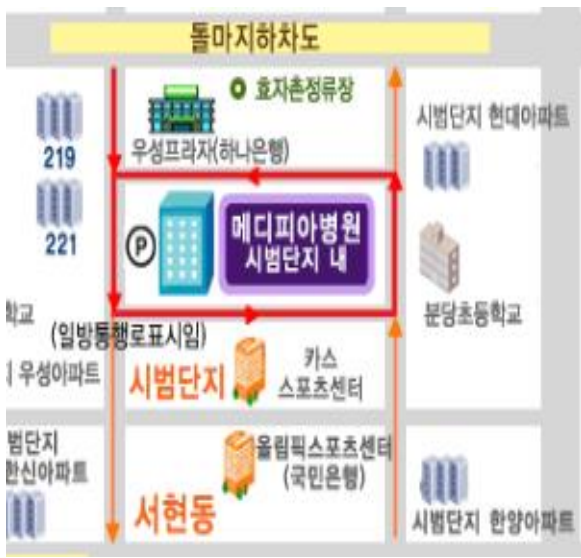 돌마지하차도
효자촌정류장
우성프라자(하나은행)
시범단지 현대아파트
219
221
P
메디피아병원
시범단지 내
학교
분당초등학교
(일방통행로표시임)
우성아파트
시범단지
카스
스포츠센터
범단지
한신아파트
올림픽스포츠센터
(국민은행)
서현동
시범단지 한양아파트